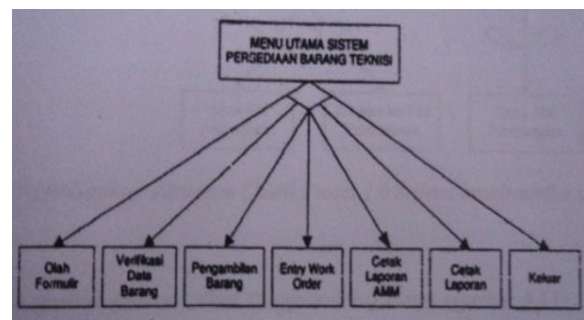 MENU UTAMA SISTEM
PERGEDIAAN BARANG TEKNISI
Olah
Formulir
Verifikasi
Data
Barang
Pengambilan
Barang
Entry Work
Order
Cetak
Laporan
AMM
Cetak
Laporan
Keluar